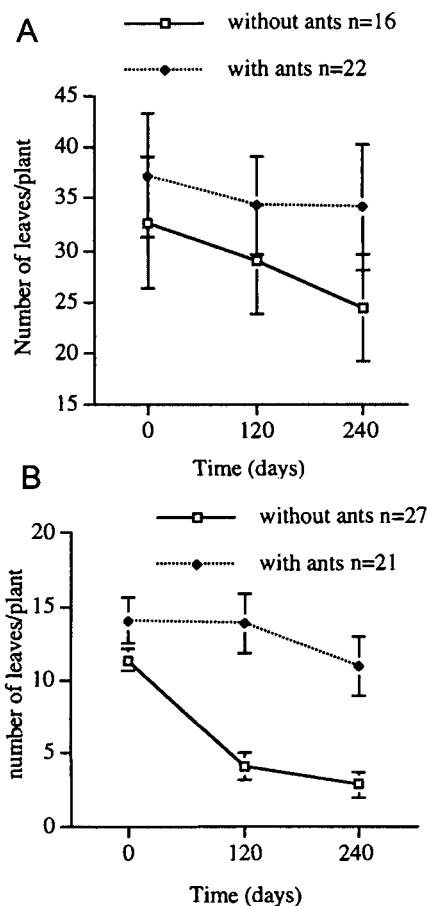 A
without ants n=16
with ants n=22
45
40
35
30
25
20
15
Number of leaves/plant
0 120 240
Time (days)
B
without ants n=27
with ants n=21
20
15
10
5
0
number of leaves/plant
0 120 240
Time (days)